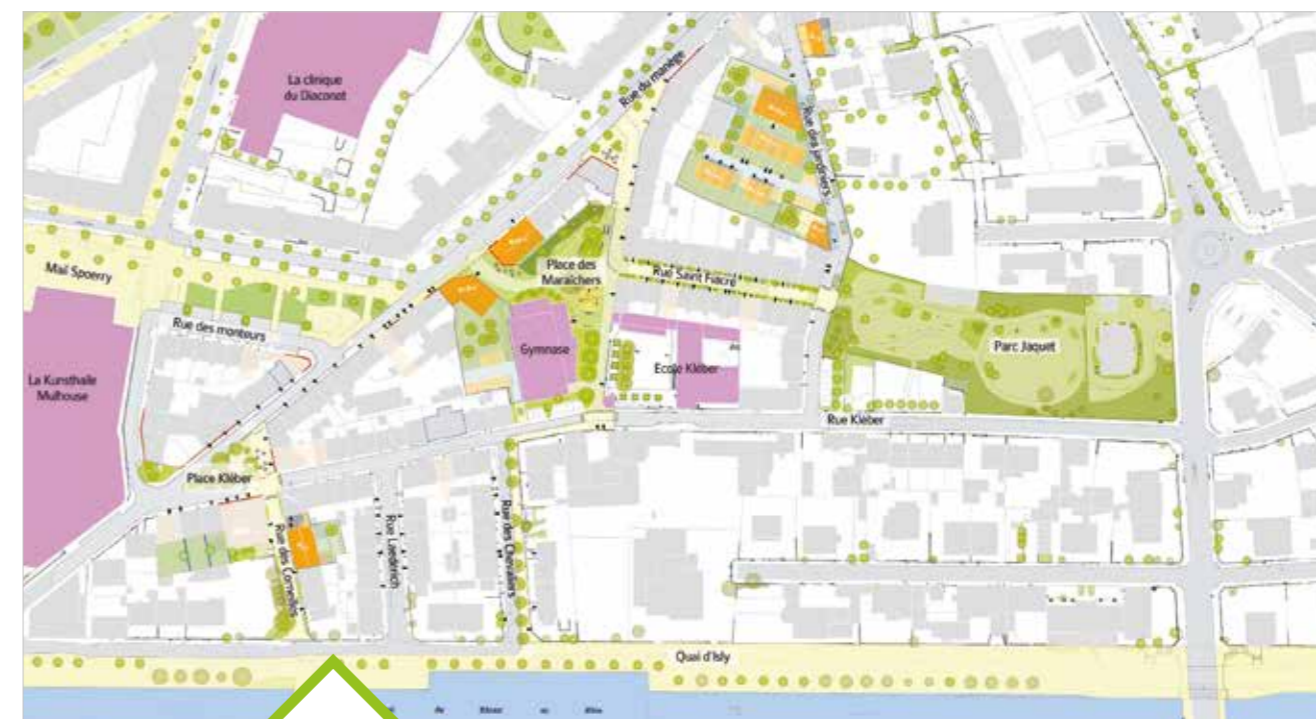 La clinique
du Diaconat
Rue du manège
Rue des Jardiniers
Mail Spoerry
Place des
Maraîchers
Rue Saint Fiacre
Rue des monteurs
Gymnase
Ecole Kléber
Parc Jaquet
La Kunsthalle
Mulhouse
Rue Kléber
Place Kléber
Rue des Cornettes
Rue Laederich
Rue des Chevaliers
Quai d'Isly